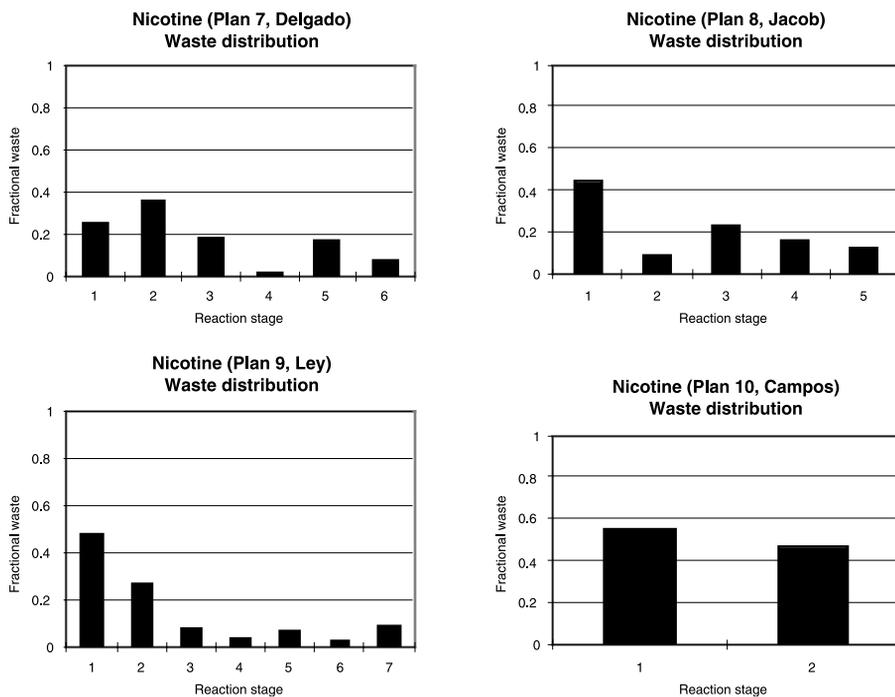 Nicotine (Plan 7, Delgado)
Waste distribution
1
0.8
0.6
0.4
0.2
0
Fractional waste
1 2 3 4 5 6
Reaction stage
Nicotine (Plan 8, Jacob)
Waste distribution
1
0.8
0.6
0.4
0.2
0
Fractional waste
1 2 3 4 5
Reaction stage
Nicotine (Plan 9, Ley)
Waste distribution
1
0.8
0.6
0.4
0.2
0
Fractional waste
1 2 3 4 5 6 7
Reaction stage
Nicotine (Plan 10, Campos)
Waste distribution
1
0.8
0.6
0.4
0.2
0
Fractional waste
1 2
Reaction stage